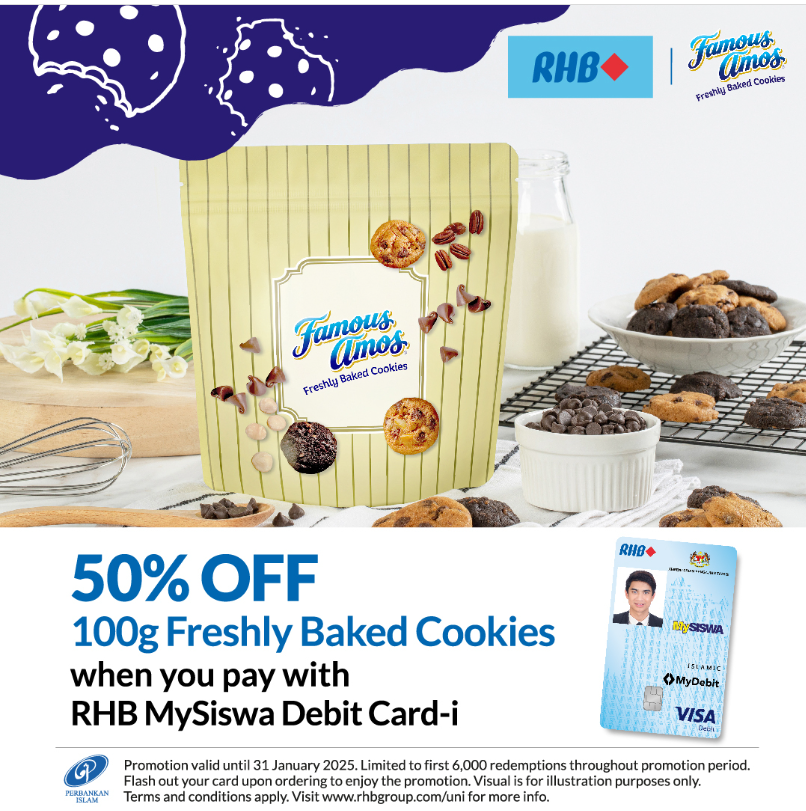 RHB
Famous
Amos
Freshly Baked Cookies
Famous
Amos
Freshly Baked Cookies
50% OFF
100g Freshly Baked Cookies
when you pay with
RHB MySiswa Debit Card-i
RHB
MySISWA
ISLAMIC
MyDebit
VISA
Debit
PERBANKAN
ISLAM
Promotion valid until 31 January 2025. Limited to first 6,000 redemptions throughout promotion period.
Flash out your card upon ordering to enjoy the promotion. Visual is for illustration purposes only.
Terms and conditions apply. Visit www.rhbgroup.com/uni for more info.